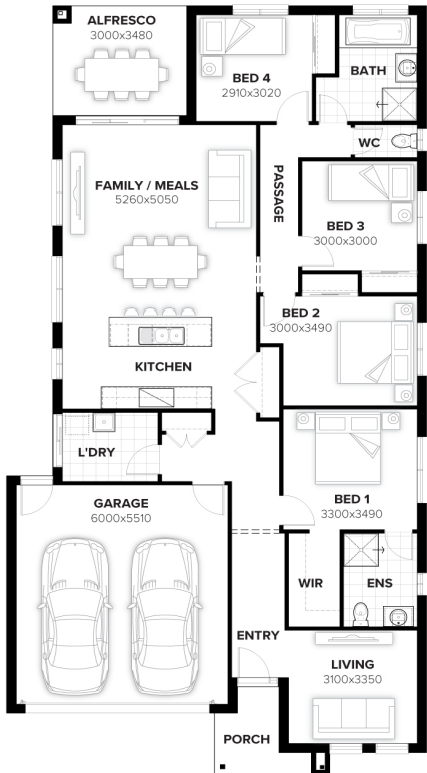 ALFRESCO
3000x3480
BED 4
2910x3020
BATH
WC
PASSAGE
FAMILY / MEALS
5260x5050
BED 3
3000x3000
BED 2
3000x3490
KITCHEN
L'DRY
BED 1
3300x3490
GARAGE
6000x5510
WIR
ENS
ENTRY
LIVING
3100x3350
PORCH